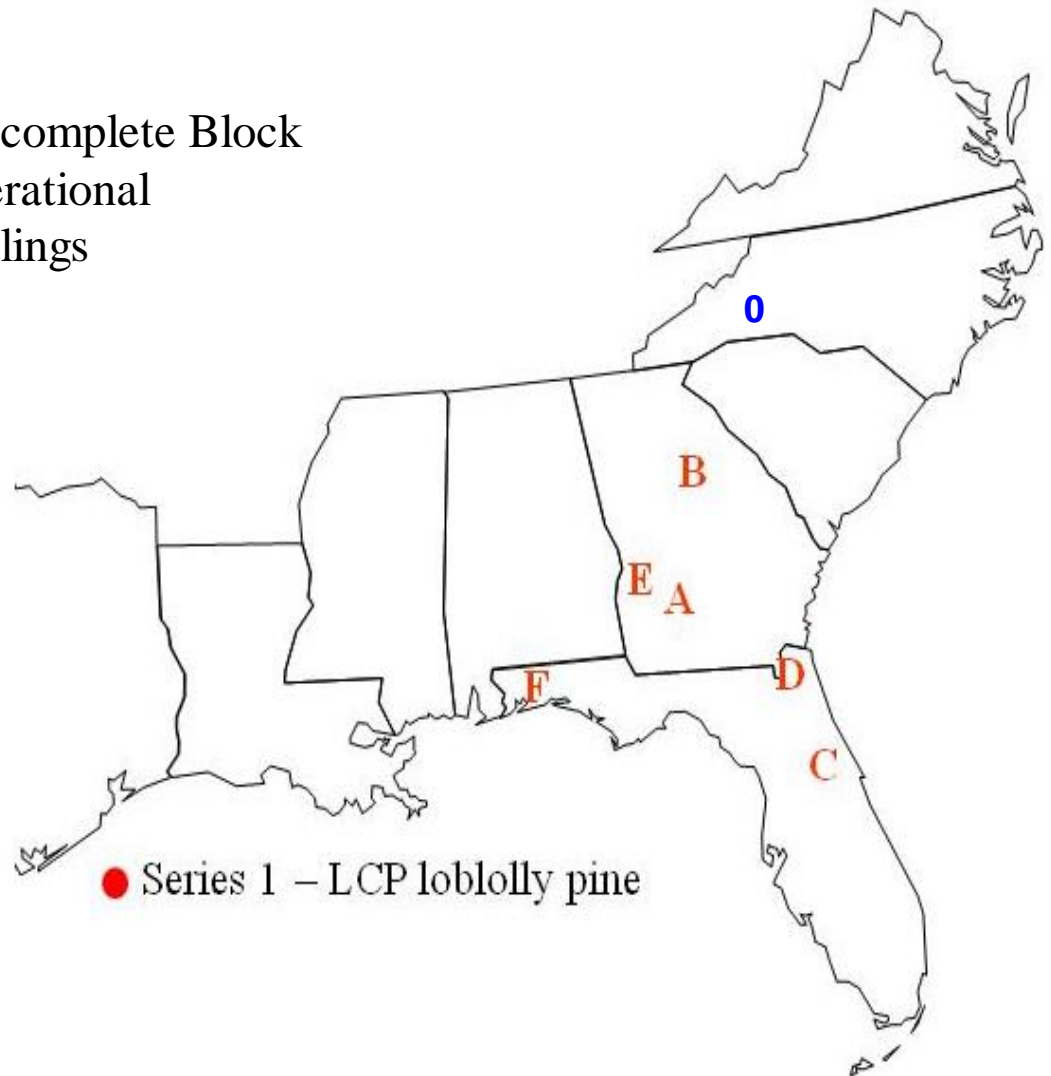 complete Block
erational
lings
0
B
E
A
D
F
C
Series 1 – LCP loblolly pine